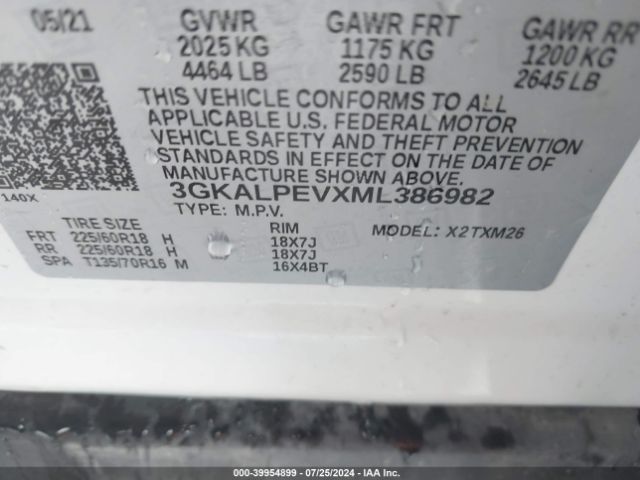 05/21 GVWR GAWR FRT GAWR RR
2025 KG 1175 KG 1200 KG
4464 LB 2590 LB 2645 LB
THIS VEHICLE CONFORMS TO ALL
APPLICABLE U.S. FEDERAL MOTOR
VEHICLE SAFETY AND THEFT PREVENTION
STANDARDS IN EFFECT ON THE DATE OF
MANUFACTURE SHOWN ABOVE.
140X 3GKALPEVXML386982
TYPE: M.P.V.
TIRE SIZE RIM MODEL: X2TXM26
FRT 225/60R18 H 18X7J
RR 225/60R18 H 18X7J
SPA T135/70R16 M 16X4BT
000-39954899 - 07/25/2024 - IAA Inc.